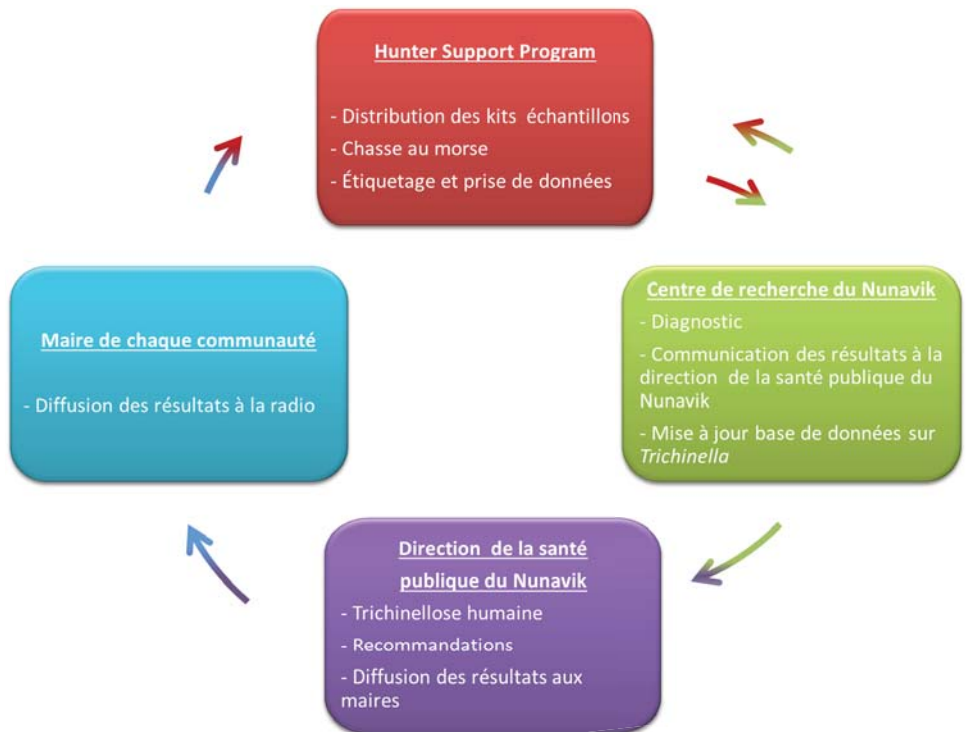 Hunter Support Program
- Distribution des kits échantillons
- Chasse au morse
- Étiquetage et prise de données
Maire de chaque communauté
- Diffusion des résultats à la radio
Centre de recherche du Nunavik
- Diagnostic
- Communication des résultats à la
direction de la santé publique du
Nunavik
- Mise à jour base de données sur
Trichinella
Direction de la santé
publique du Nunavik
- Trichinellose humaine
- Recommandations
- Diffusion des résultats aux
maires